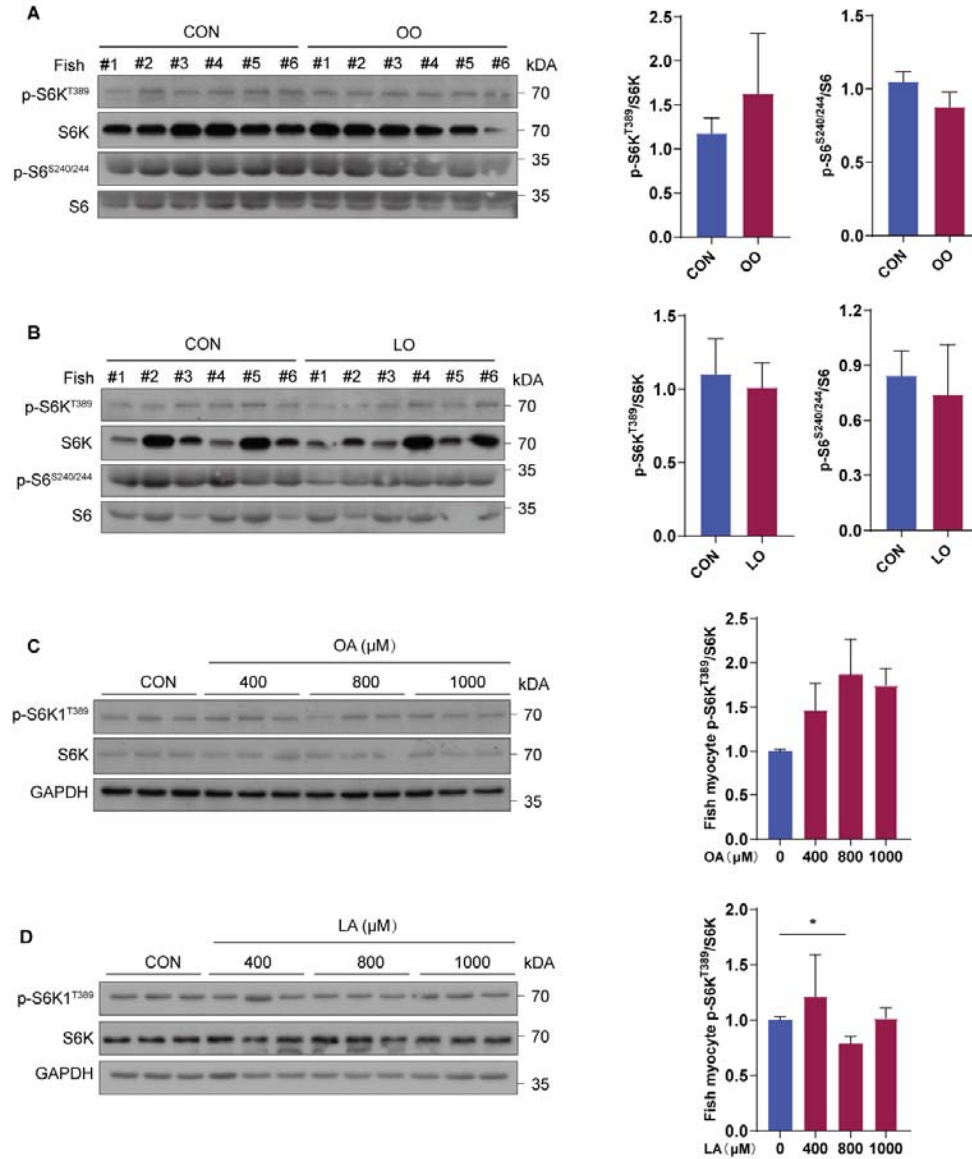 A
CON OO
Fish #1 #2 #3 #4 #5 #6 #1 #2 #3 #4 #5 #6 kDA
p-S6K^T389 70
S6K 70
p-S6^S240/244 35
S6 35
p-S6K^T389/S6K
2.5
2.0
1.5
1.0
0.5
0.0
CON OO
p-S6^S240/244/S6
1.5
1.0
0.5
0.0
CON OO
B
CON LO
Fish #1 #2 #3 #4 #5 #6 #1 #2 #3 #4 #5 #6 kDA
p-S6K^T389 70
S6K 70
p-S6^S240/244 35
S6 35
p-S6K^T389/S6K
1.5
1.0
0.5
0.0
CON LO
p-S6^S240/244/S6
1.2
0.9
0.6
0.3
0.0
CON LO
C
OA (μM)
CON 400 800 1000 kDA
p-S6K1^T389 70
S6K 70
GAPDH 35
Fish myocyte p-S6K^T389/S6K
2.5
2.0
1.5
1.0
0.5
0.0
OA (μM) 0 400 800 1000
D
LA (μM)
CON 400 800 1000 kDA
p-S6K1^T389 70
S6K 70
GAPDH 35
Fish myocyte p-S6K^T389/S6K
2.0
1.5
1.0
0.5
0.0
*
LA (μM) 0 400 800 1000